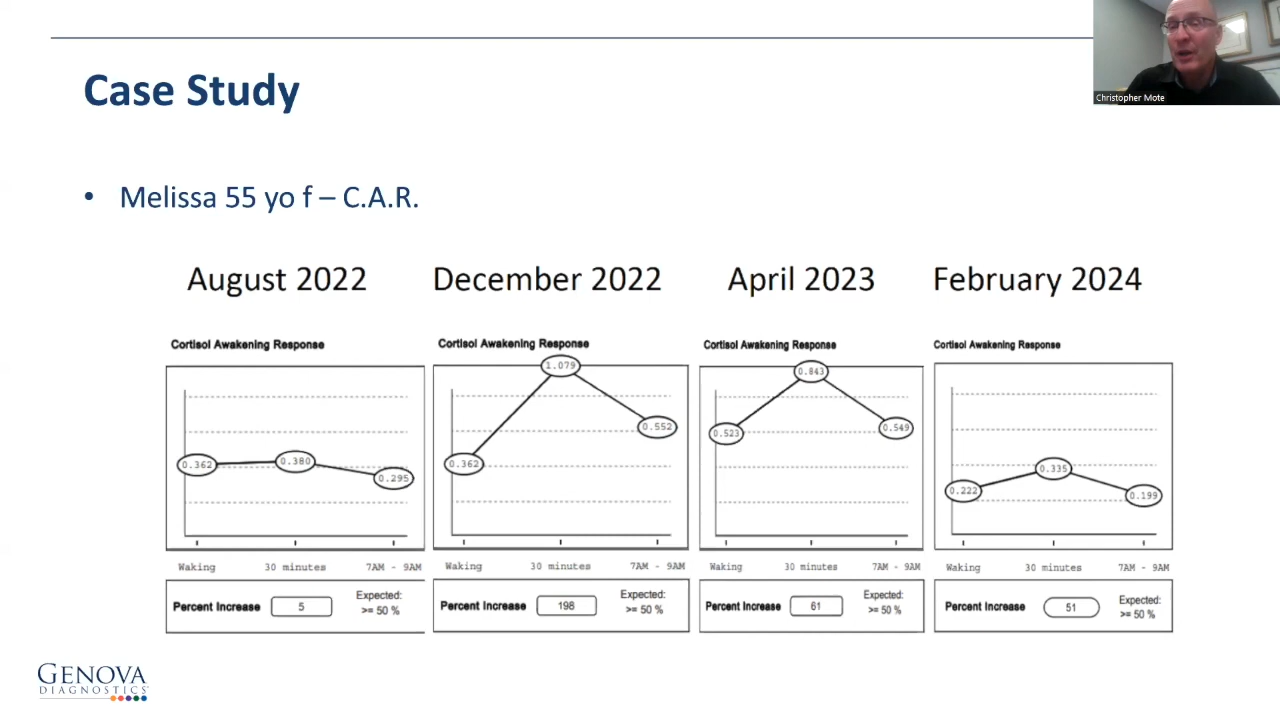 Christopher Mote
Case Study
• Melissa 55 yo f – C.A.R.
August 2022
Cortisol Awakening Response
0.362
0.380
0.295
Waking 30 minutes 7AM - 9AM
Percent Increase 5 Expected:
>= 50 %
December 2022
Cortisol Awakening Response
0.362
1.079
0.552
Waking 30 minutes 7AM - 9AM
Percent Increase 198 Expected:
>= 50 %
April 2023
Cortisol Awakening Response
0.523
0.843
0.549
Waking 30 minutes 7AM - 9AM
Percent Increase 61 Expected:
>= 50 %
February 2024
Cortisol Awakening Response
0.222
0.335
0.199
Waking 30 minutes 7AM - 9AM
Percent Increase 51 Expected:
>= 50 %
GENOVA
DIAGNOSTICS